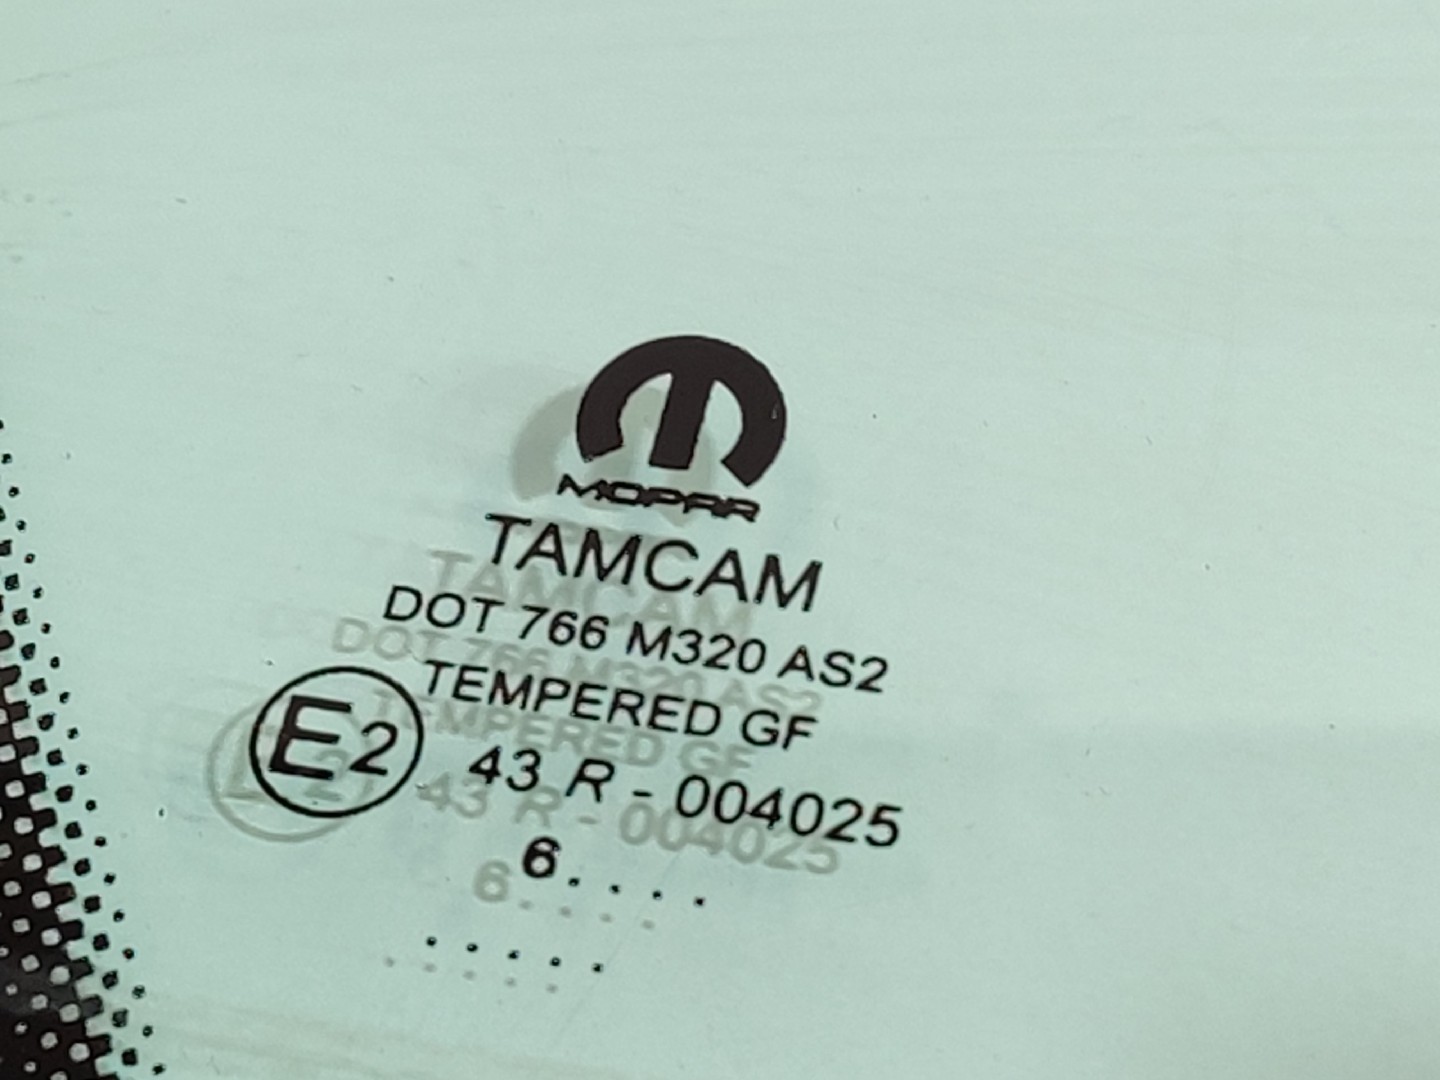 MOPAR
TAMCAM
DOT 766 M320 AS2
TEMPERED GF
E2 43 R - 004025
6. . . .
. . . . .